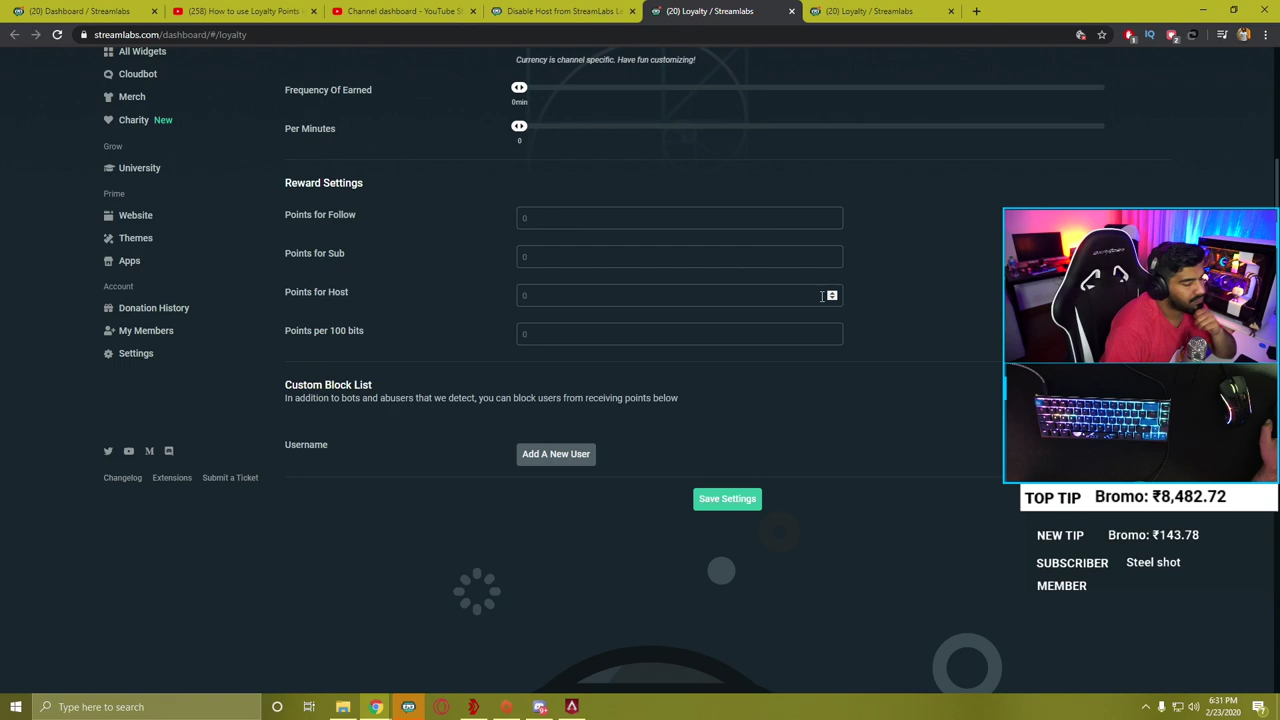 (20) Dashboard / Streamlabs
(258) How to use Loyalty Points
Channel dashboard - YouTube St
Disable Host from StreamLabs Le
(20) Loyalty / Streamlabs
(20) Loyalty / Streamlabs
streamlabs.com/dashboard/#/loyalty
All Widgets
Cloudbot
Merch
Charity New
Grow
University
Prime
Website
Themes
Apps
Account
Donation History
My Members
Settings
Changelog Extensions Submit a Ticket
Currency is channel specific. Have fun customizing!
Frequency Of Earned
0min
Per Minutes
0
Reward Settings
Points for Follow
0
Points for Sub
0
Points for Host
0
Points per 100 bits
0
Custom Block List
In addition to bots and abusers that we detect, you can block users from receiving points below
Username
Add A New User
Save Settings
TOP TIP Bromo: ₹8,482.72
NEW TIP Bromo: ₹143.78
SUBSCRIBER Steel shot
MEMBER
Type here to search
6:31 PM
2/23/2020